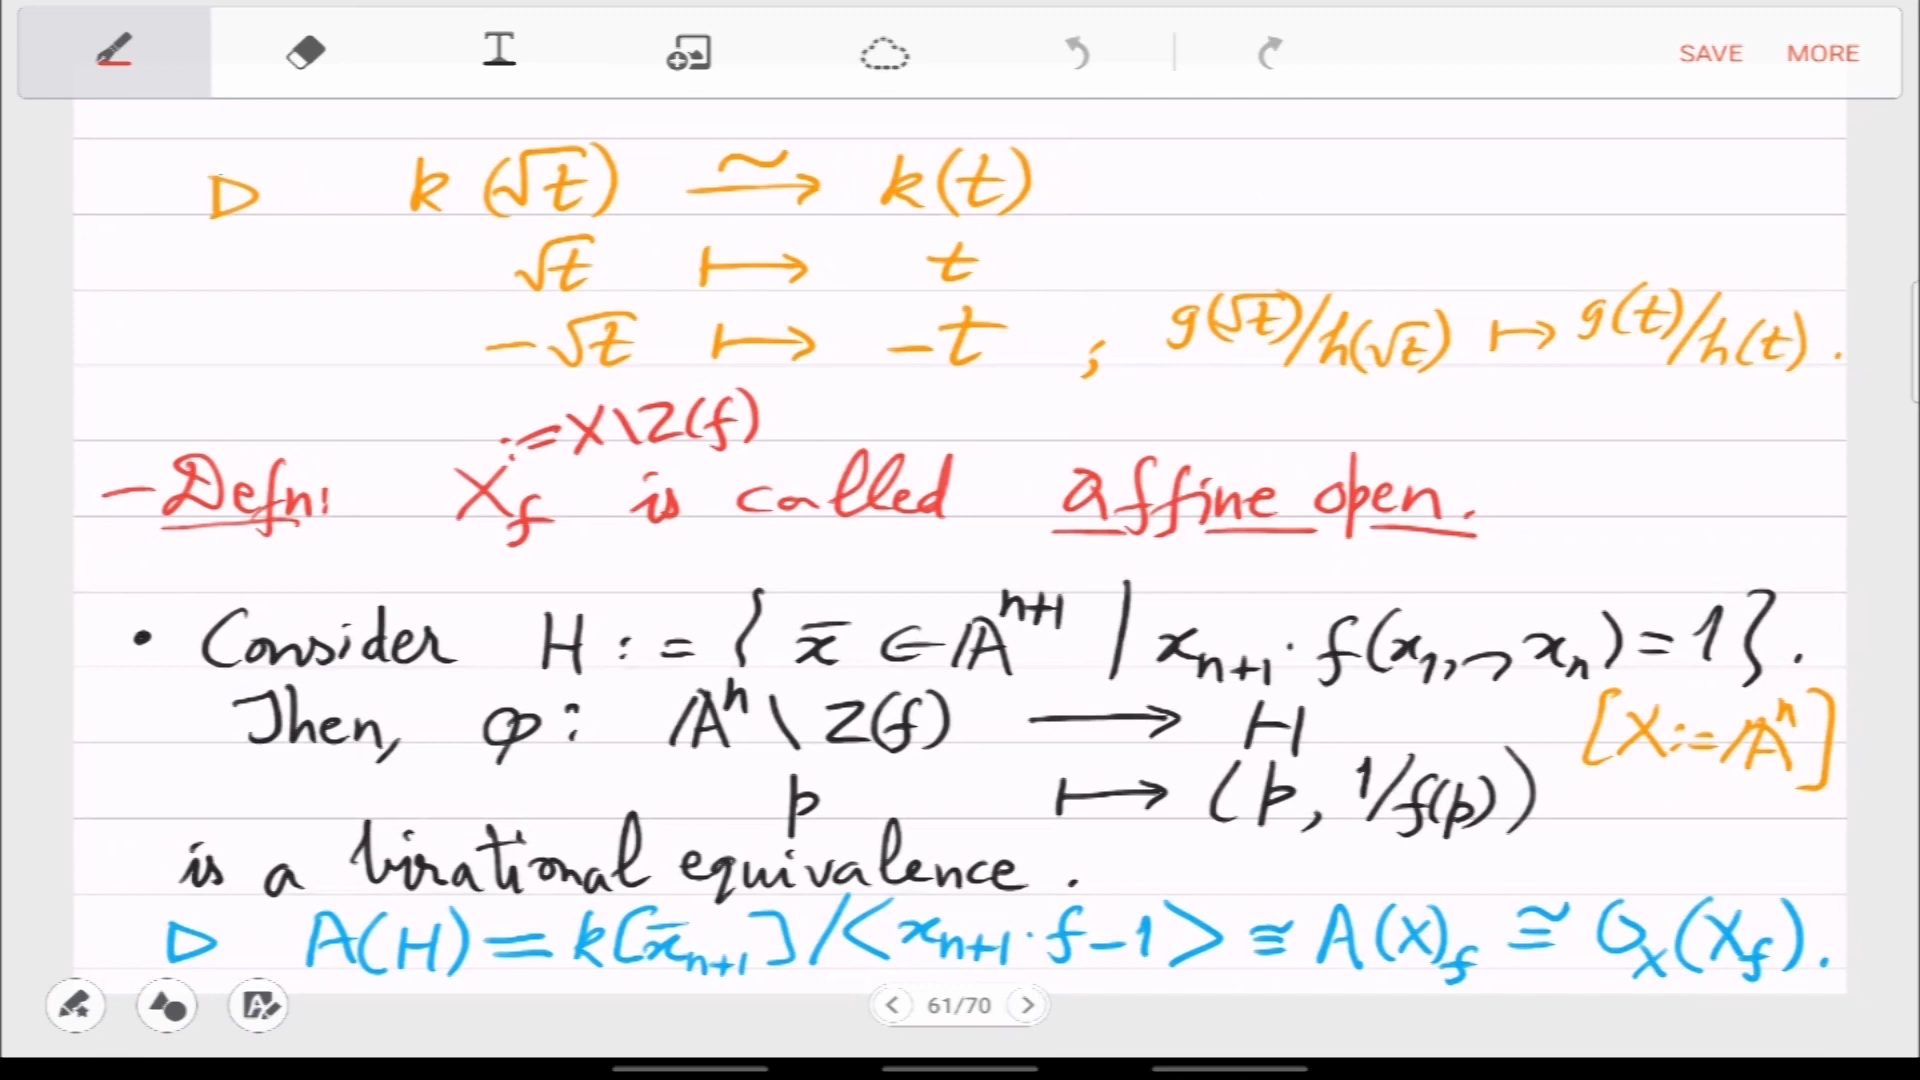 SAVE MORE
▷ k(√t) ⥲ k(t)
√t ⟼ t
-√t ⟼ -t ; g(√t)/h(√t) ↦ g(t)/h(t).
:= X\Z(f)
- Defn: X_f is called affine open.
• Consider H := { x̄ ∈ 𝔸^{n+1} | x_{n+1}·f(x_1,,,x_n) = 1 }.
Then, φ: 𝔸^n \ Z(f) ⟶ H [X := 𝔸^n]
p ⟼ (p, 1/f(p))
is a birational equivalence.
▷ A(H) = k[x̄_{n+1}]/<x_{n+1}·f-1> ≅ A(X)_f ≅ O_X(X_f).
61/70